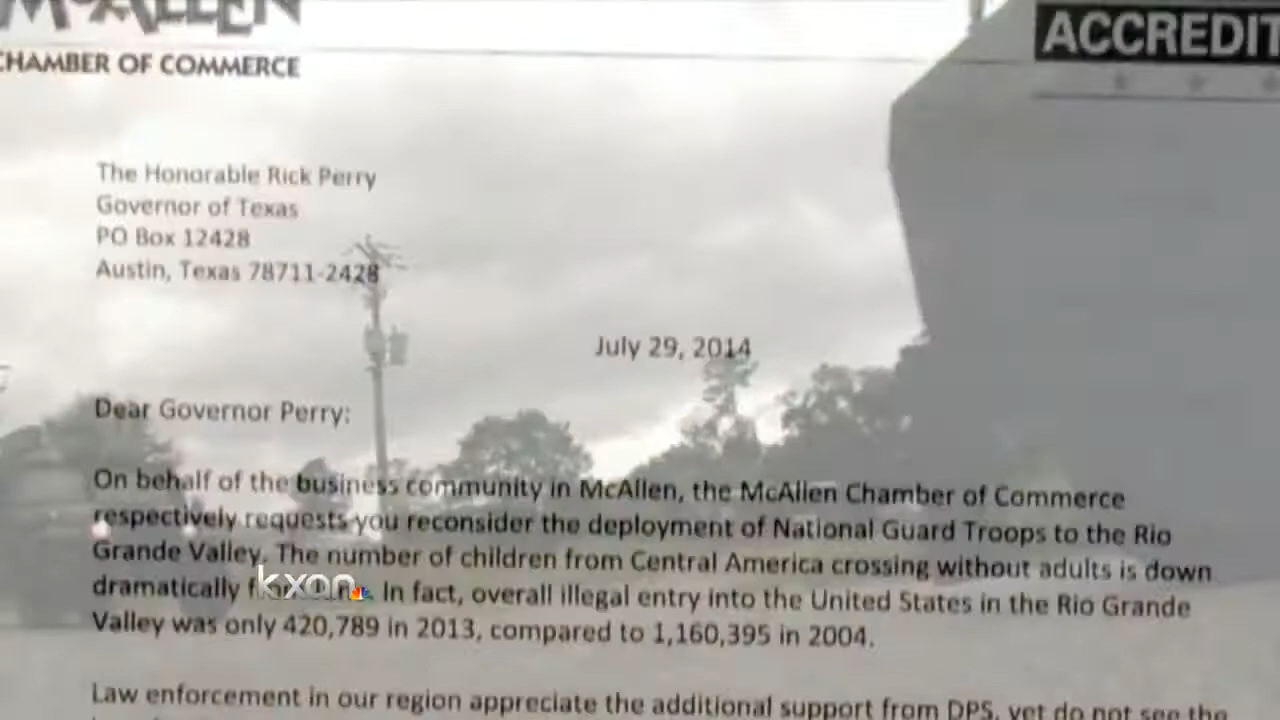 McALLEN
CHAMBER OF COMMERCE
ACCREDIT
The Honorable Rick Perry
Governor of Texas
PO Box 12428
Austin, Texas 78711-2428
July 29, 2014
Dear Governor Perry:
On behalf of the business community in McAllen, the McAllen Chamber of Commerce
respectively requests you reconsider the deployment of National Guard Troops to the Rio
Grande Valley. The number of children from Central America crossing without adults is down
dramatically kxan. In fact, overall illegal entry into the United States in the Rio Grande
Valley was only 420,789 in 2013, compared to 1,160,395 in 2004.
Law enforcement in our region appreciate the additional support from DPS, yet do not see the